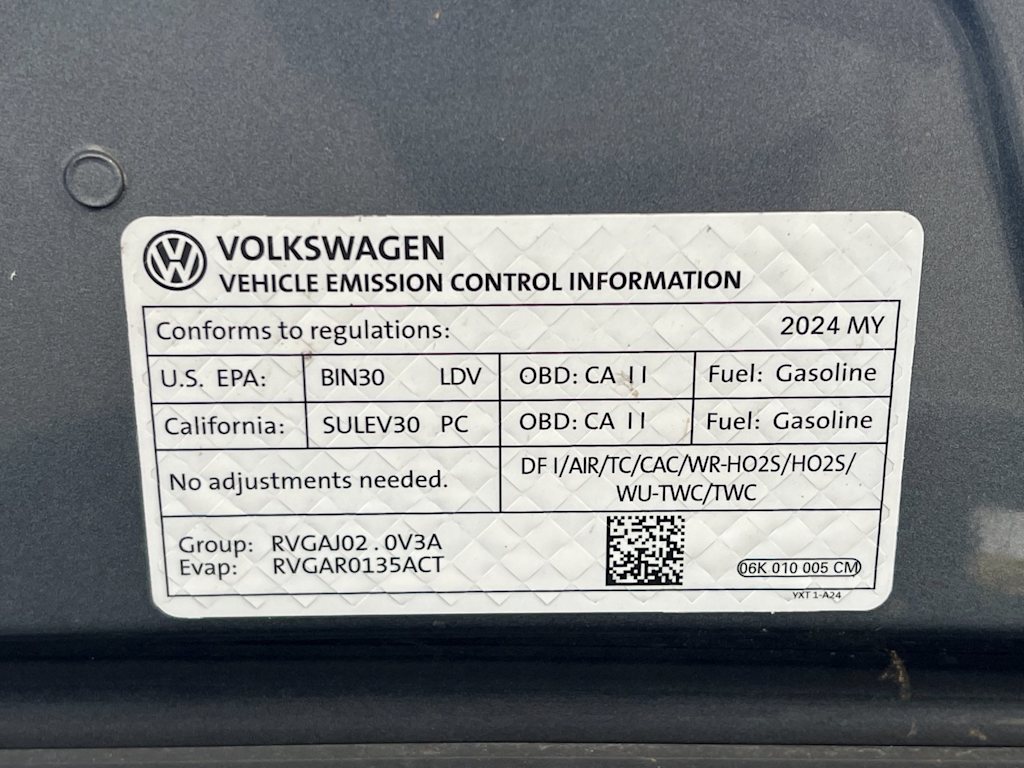 VOLKSWAGEN
VEHICLE EMISSION CONTROL INFORMATION
Conforms to regulations: 2024 MY
U.S. EPA: BIN30 LDV OBD: CA II Fuel: Gasoline
California: SULEV30 PC OBD: CA II Fuel: Gasoline
No adjustments needed.
DFI/AIR/TC/CAC/WR-HO2S/HO2S/
WU-TWC/TWC
Group: RVGAJ02.0V3A
Evap: RVGAR0135ACT
06K 010 005 CM
YXT 1-A24